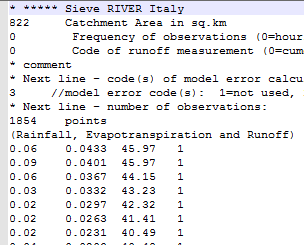 * ***** Sieve RIVER Italy
822 Catchment Area in sq.km
0 Frequency of observations (0=hour
0 Code of runoff measurement (0=cum
* comment
* Next line - code(s) of model error calcu
3 //model error code(s): 1=not used,
* Next line - number of observations:
1854 points
(Rainfall, Evapotranspiration and Runoff)
0.06 0.0433 45.97 1
0.09 0.0401 45.97 1
0.06 0.0367 44.15 1
0.03 0.0332 43.23 1
0.02 0.0297 42.32 1
0.02 0.0263 41.41 1
0.02 0.0231 40.49 1